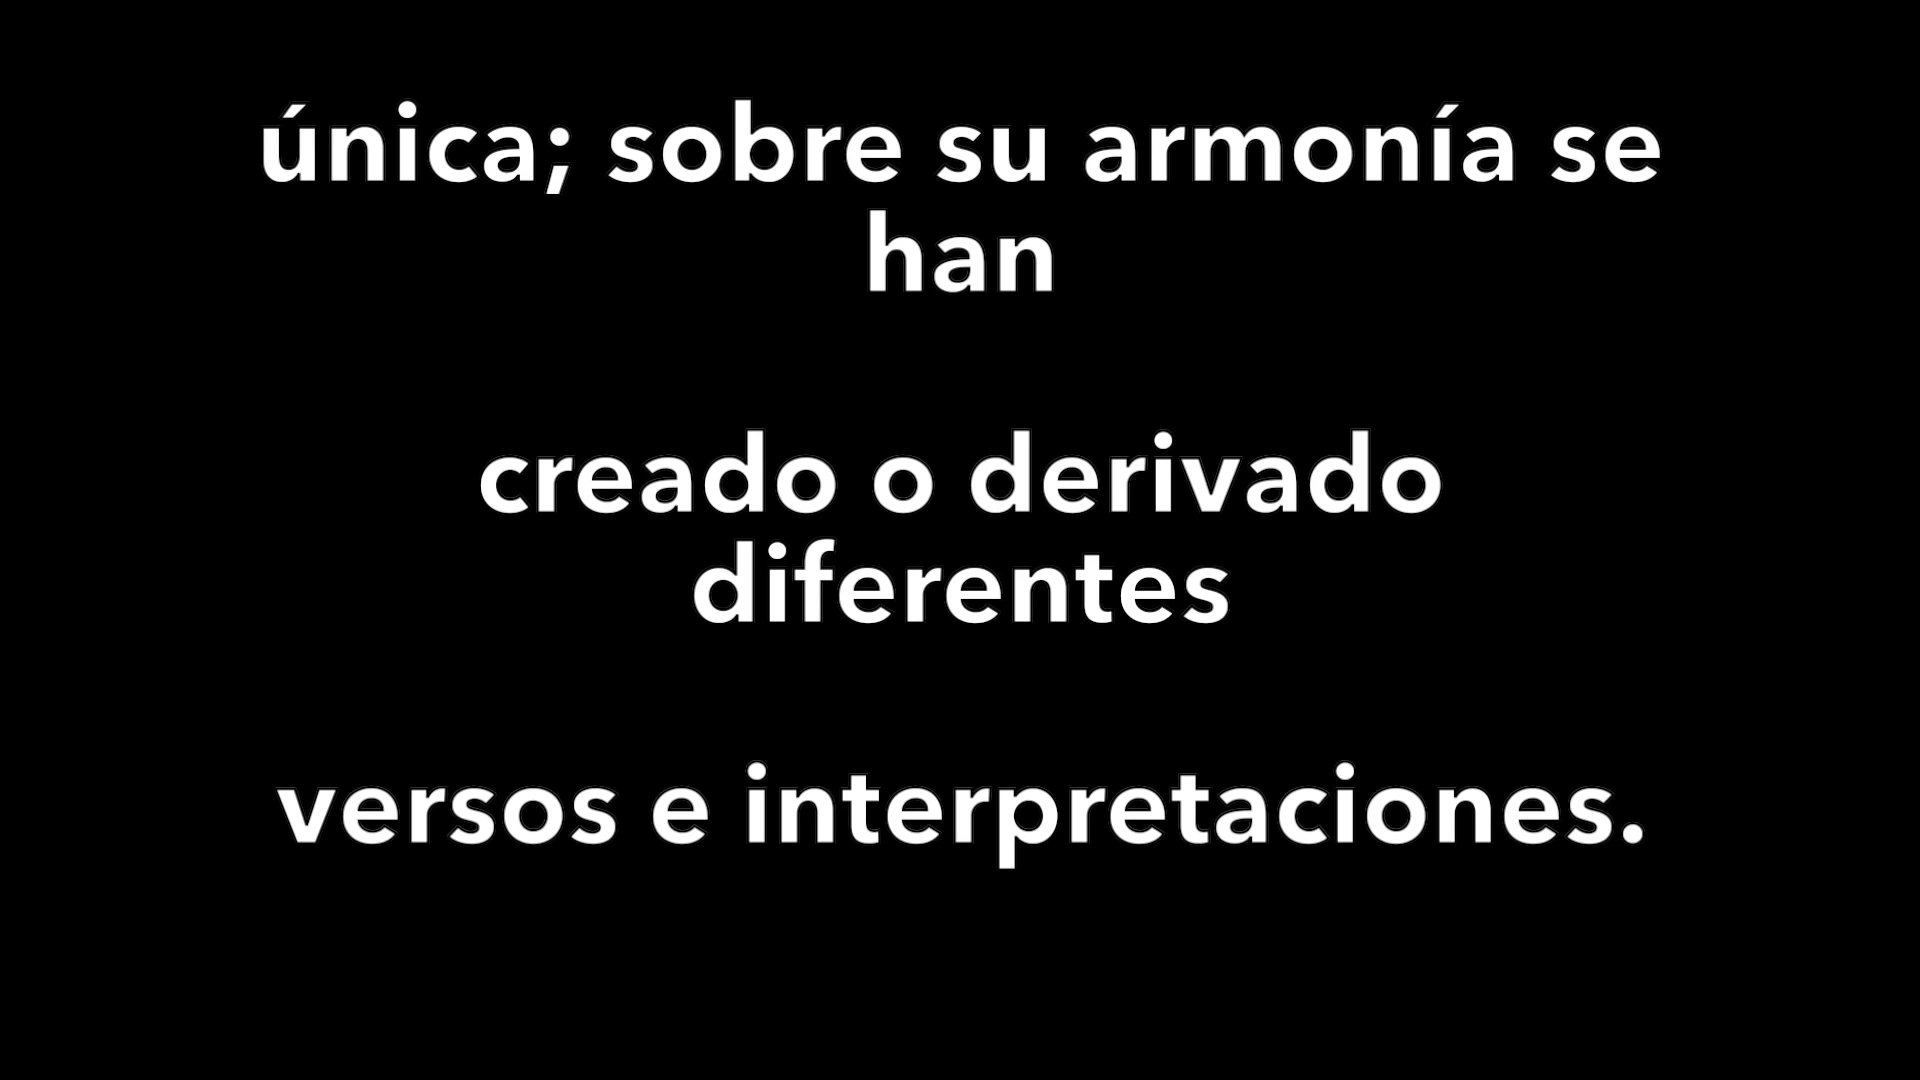 única; sobre su armonía se
han
creado o derivado
diferentes
versos e interpretaciones.